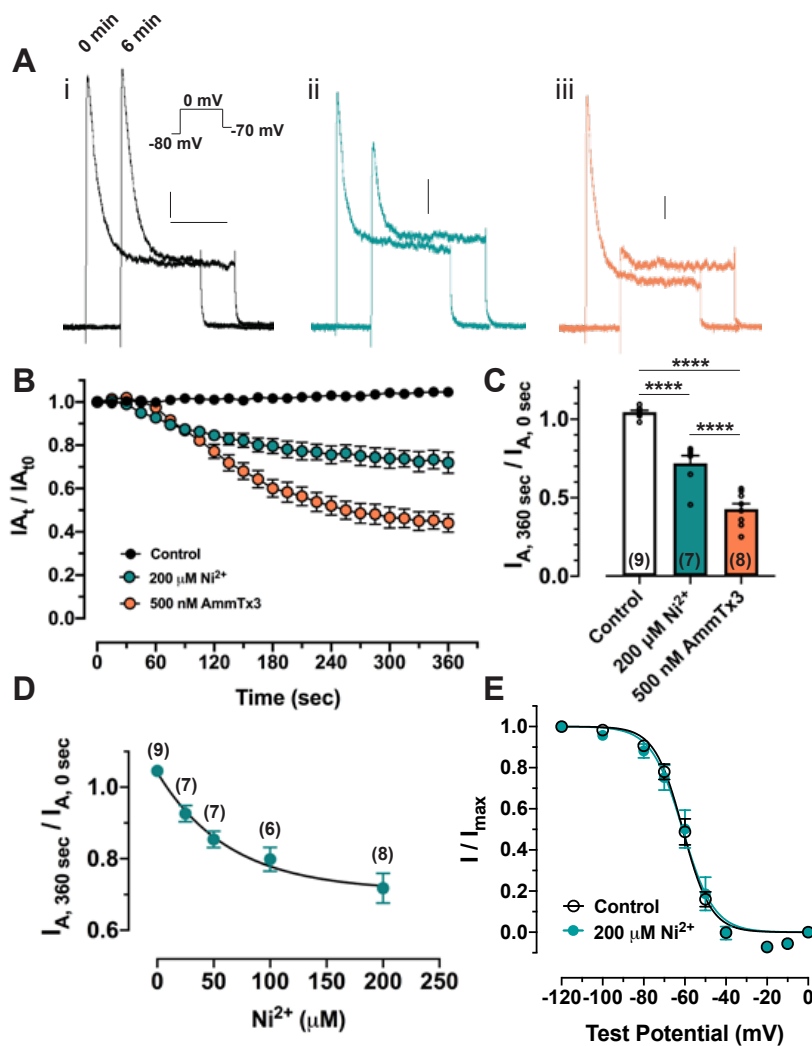 0 min
6 min
A
i
ii
iii
0 mV
-80 mV
-70 mV
B
IAt / IAt0
1.0
0.8
0.6
0.4
0.2
0.0
Control
200 μM Ni2+
500 nM AmmTx3
0
60
120
180
240
300
360
Time (sec)
C
****
****
****
IA, 360 sec / IA, 0 sec
1.0
0.5
0.0
(9)
(7)
(8)
Control
200 μM Ni2+
500 nM AmmTx3
D
IA, 360 sec / IA, 0 sec
1.0
0.8
0.6
(9)
(7)
(7)
(6)
(8)
0
50
100
150
200
250
Ni2+ (μM)
E
I / Imax
1.0
0.8
0.6
0.4
0.2
0.0
Control
200 μM Ni2+
-120
-100
-80
-60
-40
-20
0
Test Potential (mV)